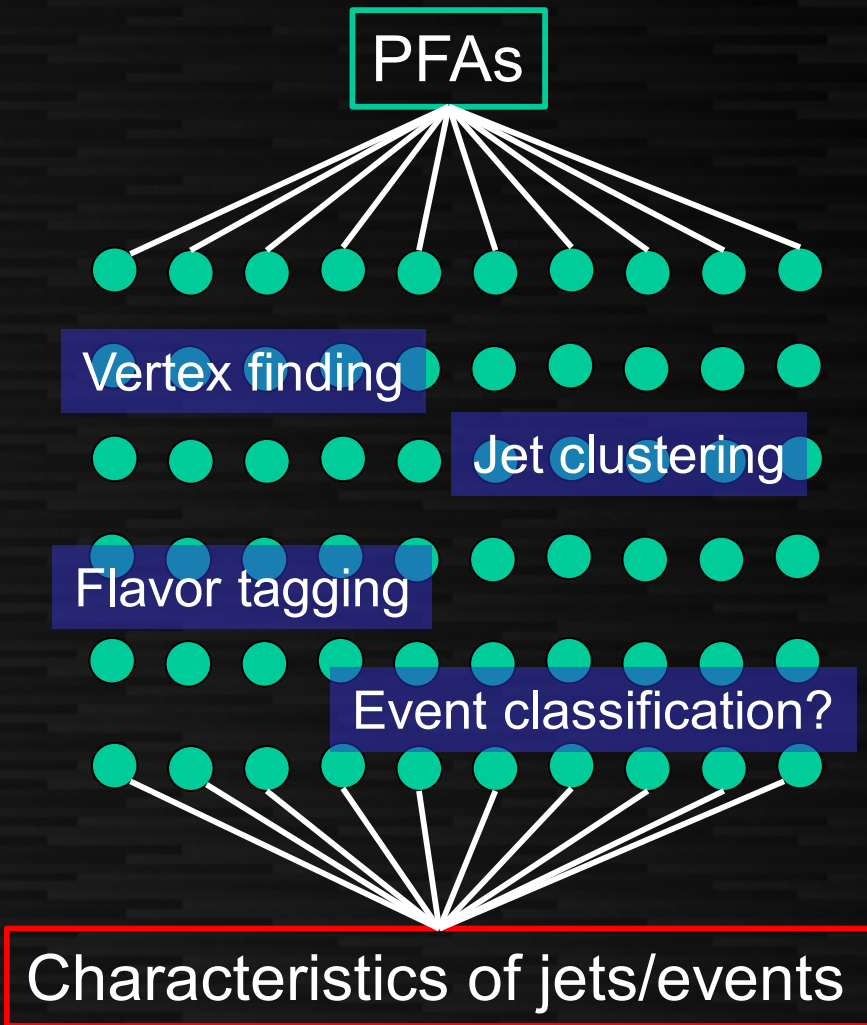 PFAs
Vertex finding
Jet clustering
Flavor tagging
Event classification?
Characteristics of jets/events